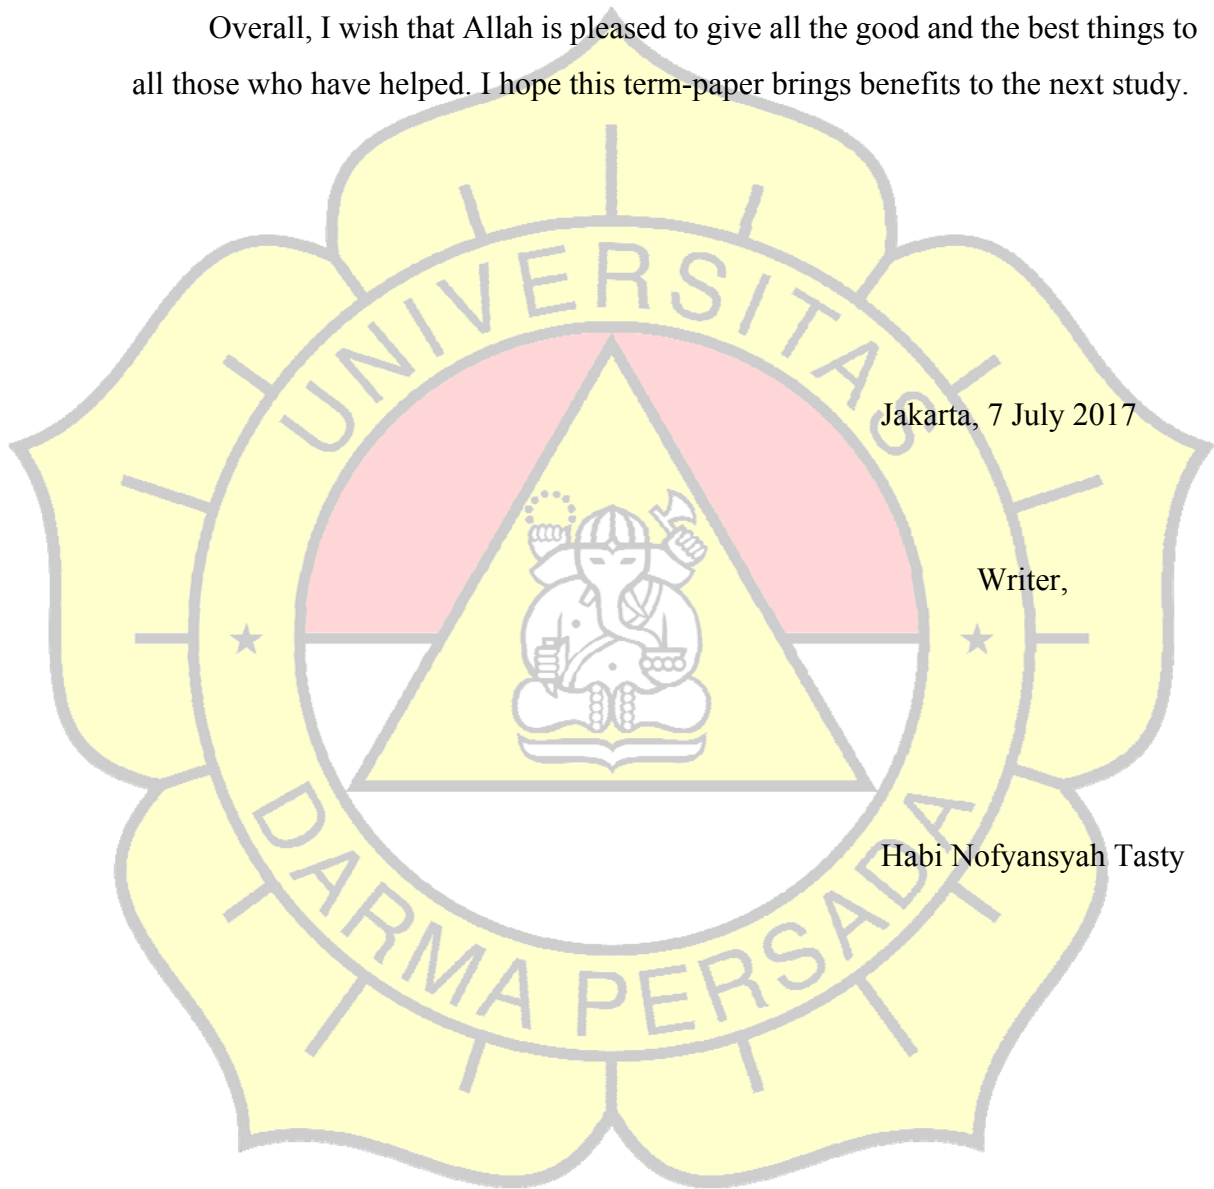 Overall, I wish that Allah is pleased to give all the good and the best things to
all those who have helped. I hope this term-paper brings benefits to the next study.
UNIVERSITAS
Jakarta, 7 July 2017
Writer,
Habi Nofyansyah Tasty
DARMA PERSADA